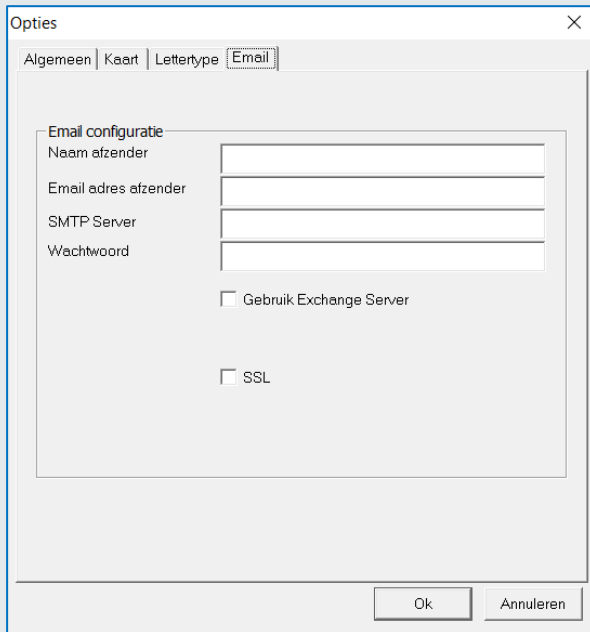 Opties
Algemeen Kaart Lettertype Email
Email configuratie
Naam afzender
Email adres afzender
SMTP Server
Wachtwoord
Gebruik Exchange Server
SSL
Ok Annuleren